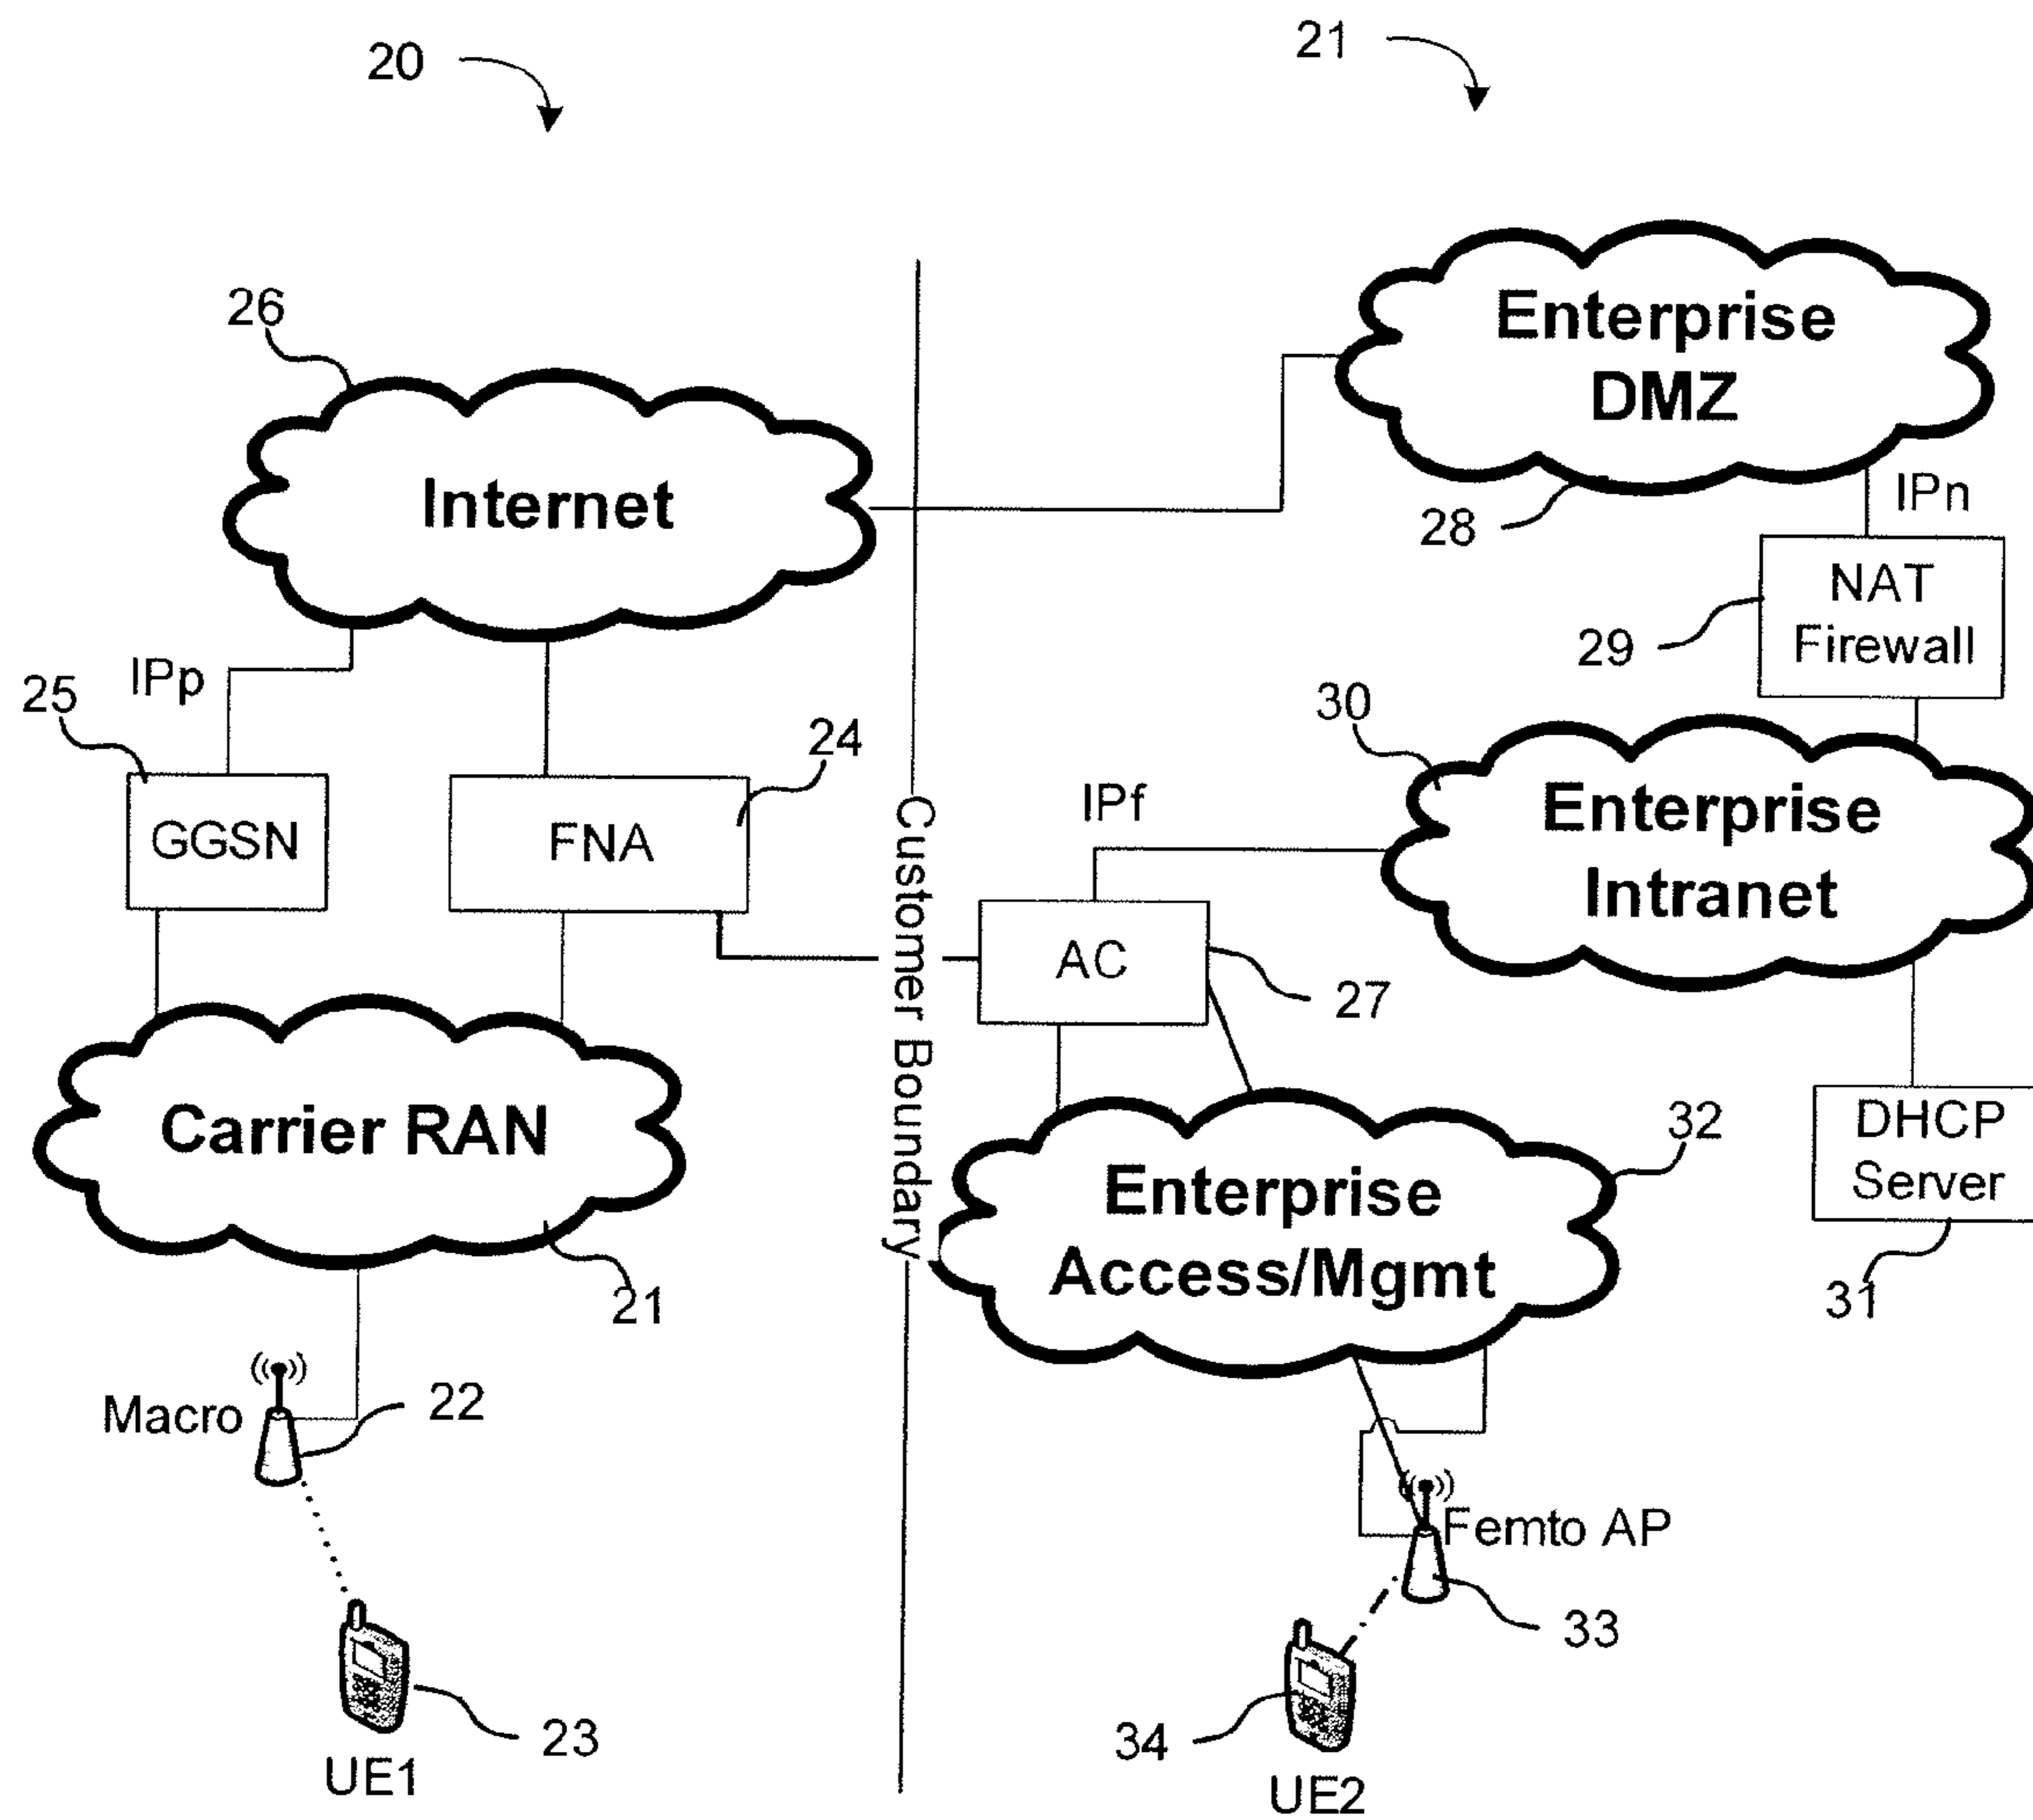 20
21
26
Internet
Enterprise
DMZ
28
IPn
NAT
Firewall
29
IPp
25
GGSN
24
FNA
Customer Boundary
30
Enterprise
Intranet
IPf
AC
27
Carrier RAN
21
DHCP
Server
31
32
Enterprise
Access/Mgmt
Macro
22
Femto AP
33
23
UE1
34
UE2